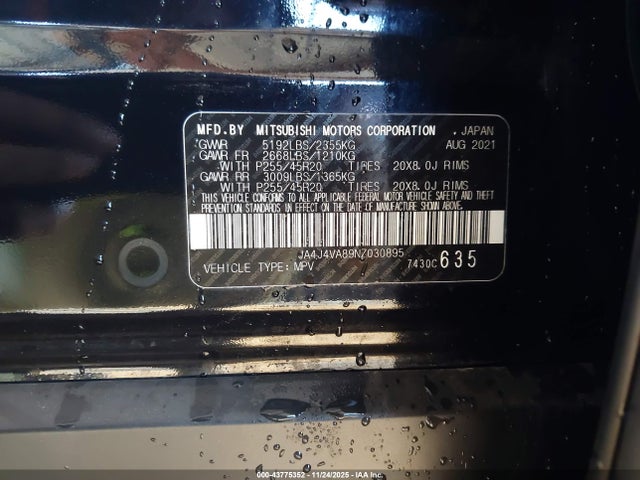 MFD.BY MITSUBISHI MOTORS CORPORATION , JAPAN
GVWR 5192LBS/2355KG AUG 2021
GAWR FR 2668LBS/1210KG
WITH P255/45R20 TIRES 20X8.0J RIMS
GAWR RR 3009LBS/1365KG
WITH P255/45R20 TIRES 20X8.0J RIMS
THIS VEHICLE CONFORMS TO ALL APPLICABLE FEDERAL MOTOR VEHICLE SAFETY AND THEFT
PREVENTION STANDARDS IN EFFECT ON THE DATE OF MANUFACTURE SHOWN ABOVE.
JA4J4VA89NZ030895
VEHICLE TYPE:MPV 7430C 635
000-43775352 - 11/24/2025 - Copyright © 2025 IAA, Inc.